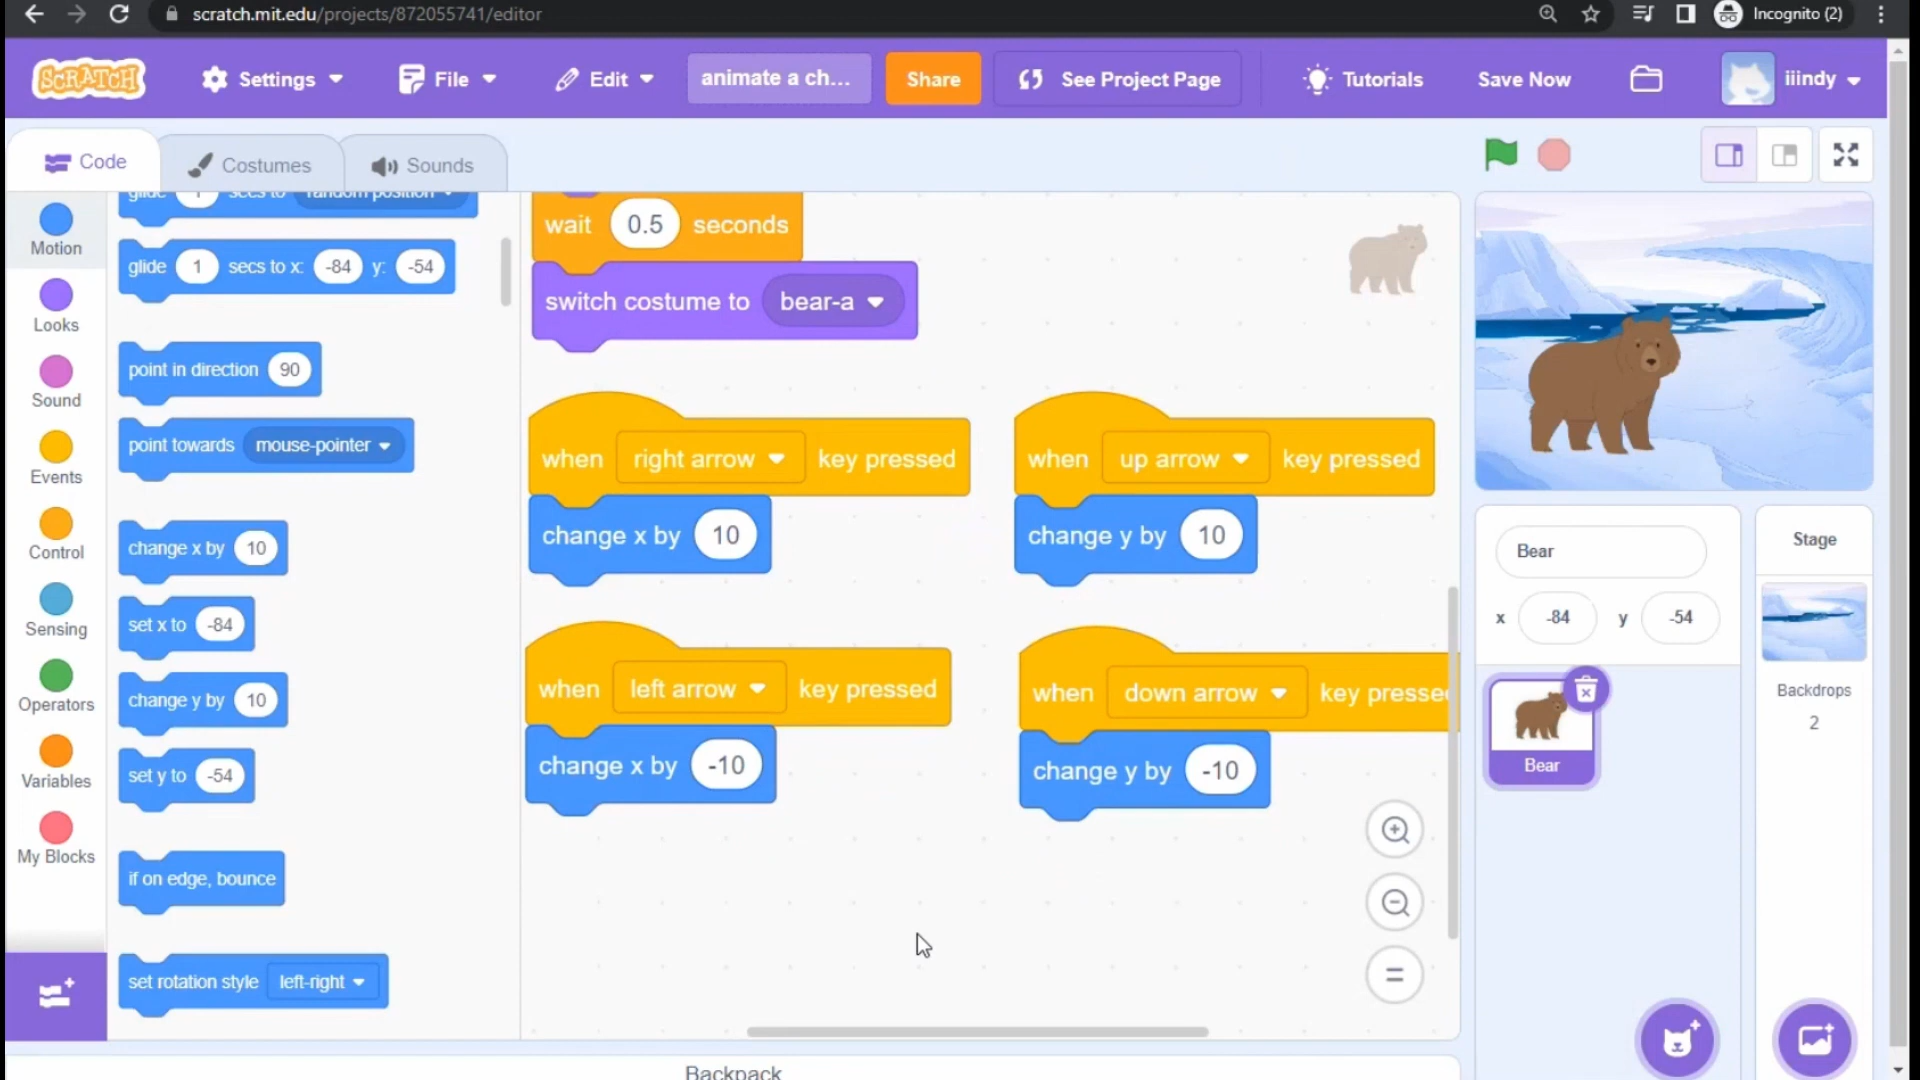 scratch.mit.edu/projects/872055741/editor
Incognito (2)
SCRATCH
Settings
File
Edit
animate a ch...
Share
See Project Page
Tutorials
Save Now
iiindy
Code
Costumes
Sounds
Motion
Looks
Sound
Events
Control
Sensing
Operators
Variables
My Blocks
glide 1 secs to random position
glide 1 secs to x: -84 y: -54
point in direction 90
point towards mouse-pointer
change x by 10
set x to -84
change y by 10
set y to -54
if on edge, bounce
set rotation style left-right
wait 0.5 seconds
switch costume to bear-a
when right arrow key pressed
change x by 10
when up arrow key pressed
change y by 10
when left arrow key pressed
change x by -10
when down arrow key presse
change y by -10
Bear
x -84 y -54
Bear
Stage
Backdrops
2
Backpack